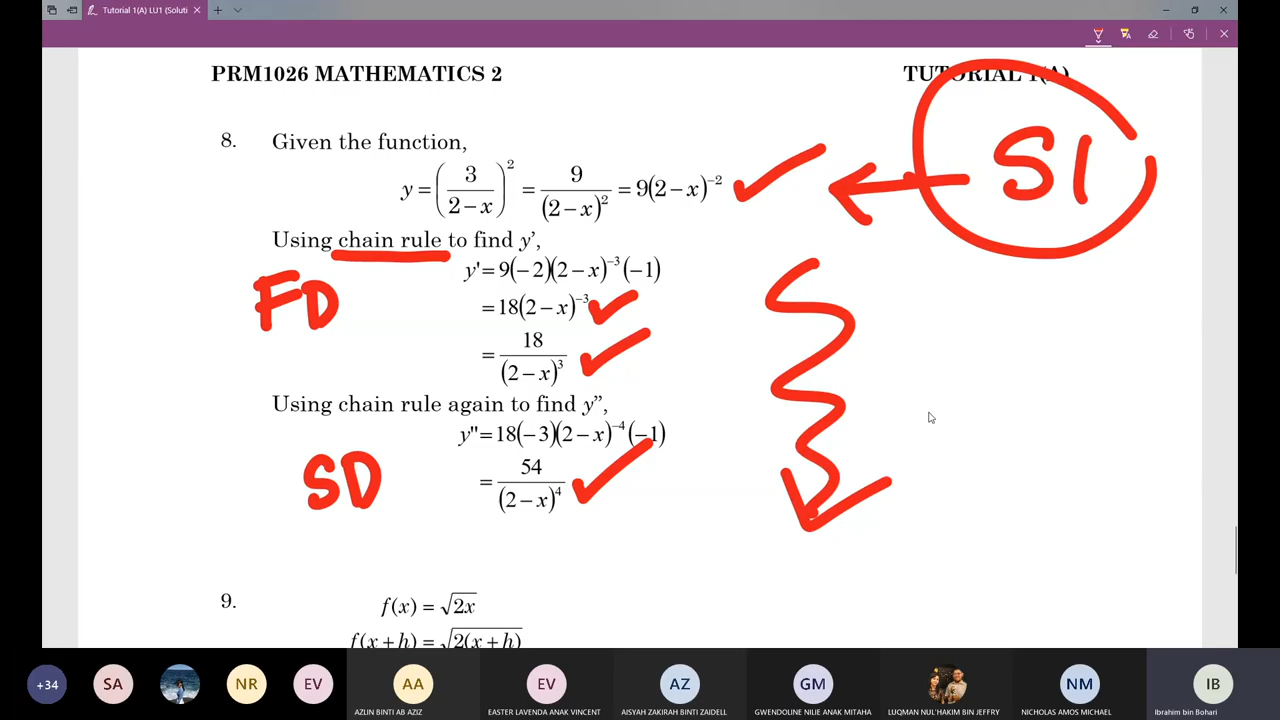 Tutorial 1(A) LU1 (Soluti
PRM1026 MATHEMATICS 2
TUTORIAL 1(A)
S1
8. Given the function,
y = (3/(2 − x))² = 9/(2 − x)² = 9(2 − x)⁻²
Using chain rule to find y’,
FD
y' = 9(−2)(2 − x)⁻³(−1)
= 18(2 − x)⁻³
= 18/(2 − x)³
Using chain rule again to find y”,
SD
y'' = 18(−3)(2 − x)⁻⁴(−1)
= 54/(2 − x)⁴
9. f(x) = √2x
f(x + h) = √2(x + h)
+34
SA
NR
EV
AA
EV
AZ
GM
NM
IB
AZLIN BINTI AB AZIZ
EASTER LAVENDA ANAK VINCENT
AISYAH ZAKIRAH BINTI ZAIDELL
GWENDOLINE NILIE ANAK MITAHA
LUQMAN NUL'HAKIM BIN JEFFRY
NICHOLAS AMOS MICHAEL
Ibrahim bin Bohari